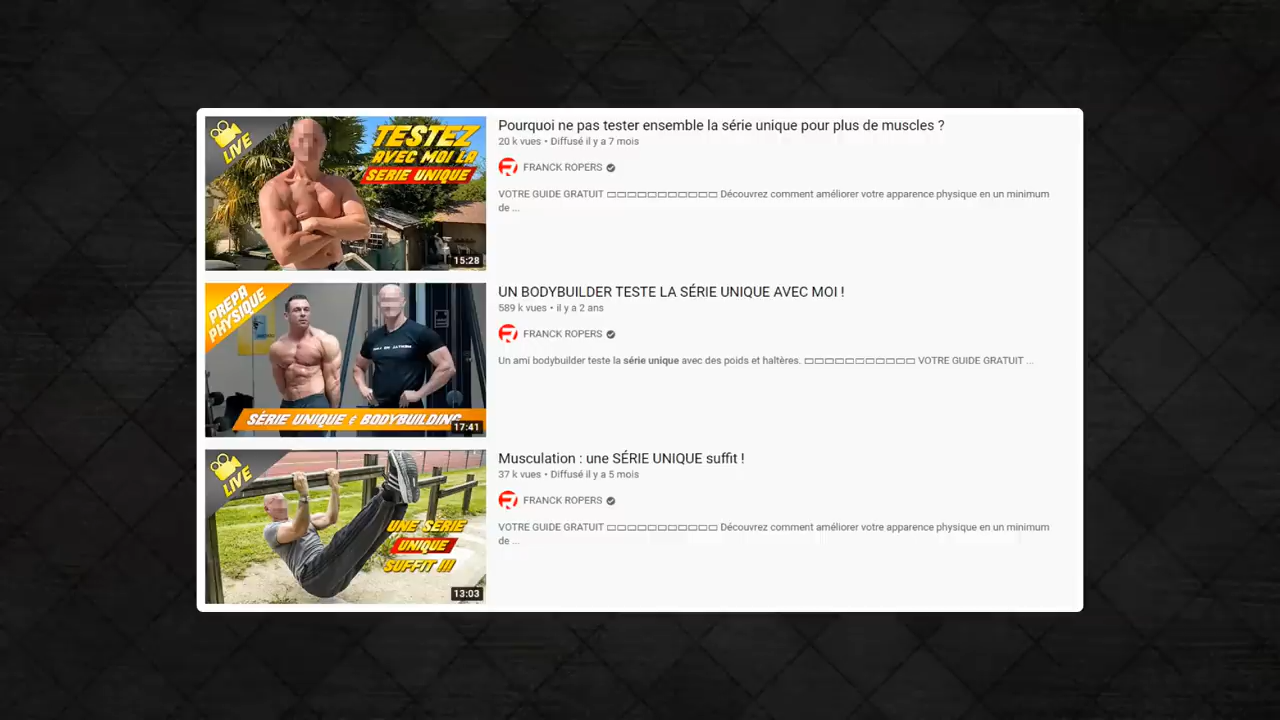 LIVE
TESTEZ
AVEC MOI LA
SERIE UNIQUE
15:28
Pourquoi ne pas tester ensemble la série unique pour plus de muscles ?
20 k vues • Diffusé il y a 7 mois
FRANCK ROPERS
VOTRE GUIDE GRATUIT ▭▭▭▭▭▭▭▭▭▭▭ Découvrez comment améliorer votre apparence physique en un minimum
de ...
PREPA
PHYSIQUE
SÉRIE UNIQUE & BODYBUILDING
17:41
UN BODYBUILDER TESTE LA SÉRIE UNIQUE AVEC MOI !
589 k vues • il y a 2 ans
FRANCK ROPERS
Un ami bodybuilder teste la série unique avec des poids et haltères. ▭▭▭▭▭▭▭▭▭▭▭ VOTRE GUIDE GRATUIT ...
LIVE
UNE SÉRIE
UNIQUE
SUFFIT !!!
13:03
Musculation : une SÉRIE UNIQUE suffit !
37 k vues • Diffusé il y a 5 mois
FRANCK ROPERS
VOTRE GUIDE GRATUIT ▭▭▭▭▭▭▭▭▭▭▭ Découvrez comment améliorer votre apparence physique en un minimum
de ...